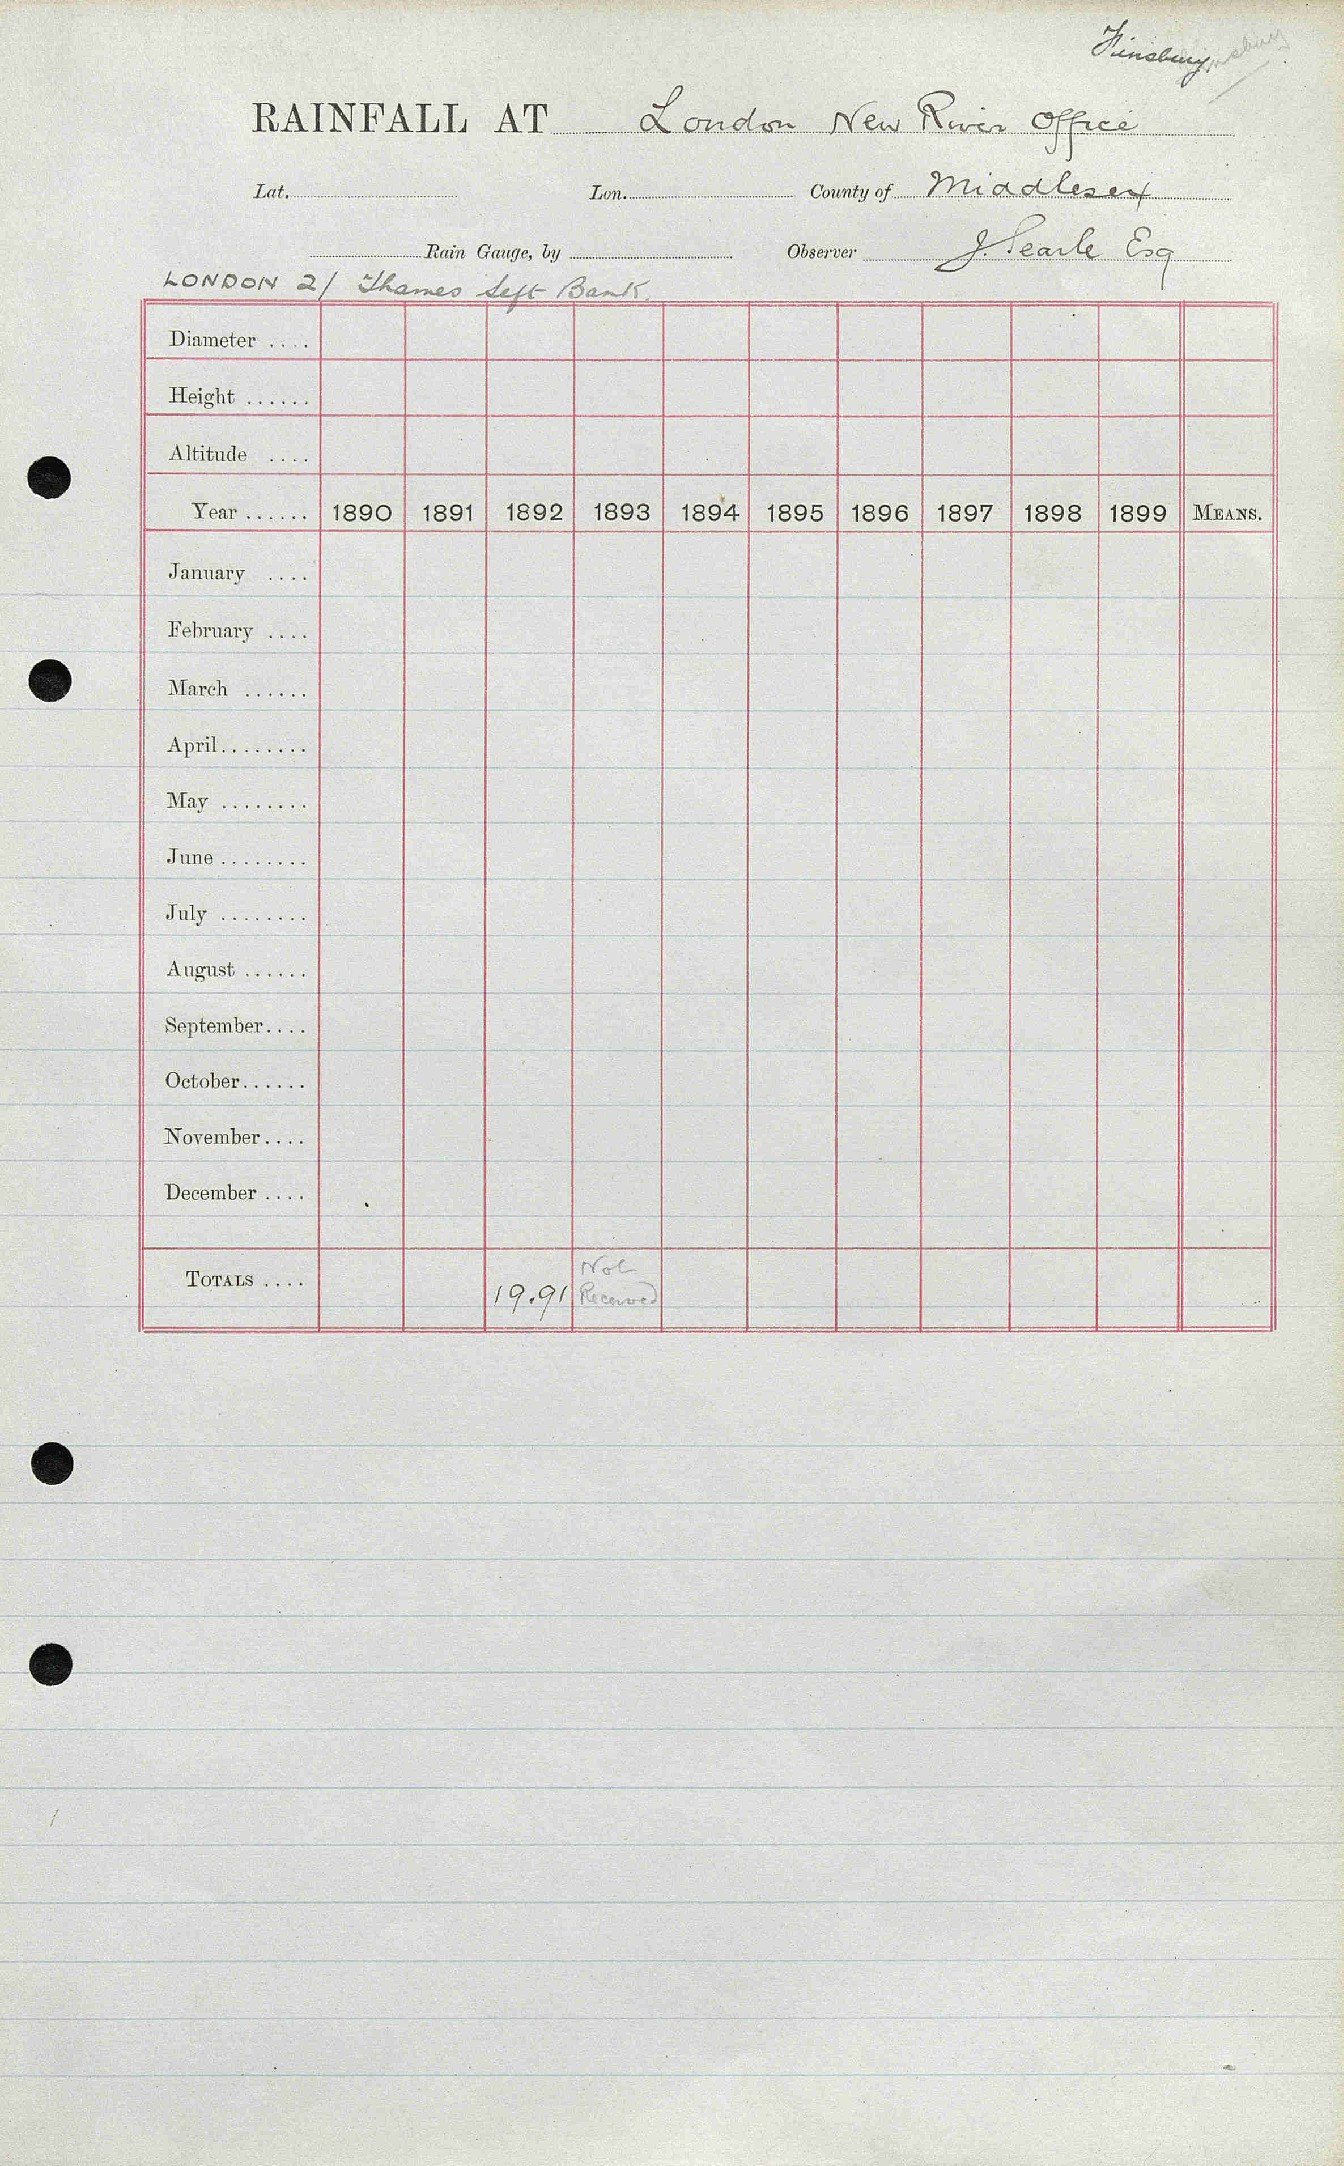 Finsbury
RAINFALL AT London New River Office
Lat. Lon. County of Middlesex
Rain Gauge, by Observer J. Searle Esq
LONDON 2/ Thames Left Bank.
Diameter ....
Height ......
Altitude ....
Year ...... 1890 1891 1892 1893 1894 1895 1896 1897 1898 1899 MEANS.
January ....
February ....
March ......
April........
May ........
June ........
July ........
August ......
September....
October......
November....
December ....
TOTALS .... 19.91 Not Received